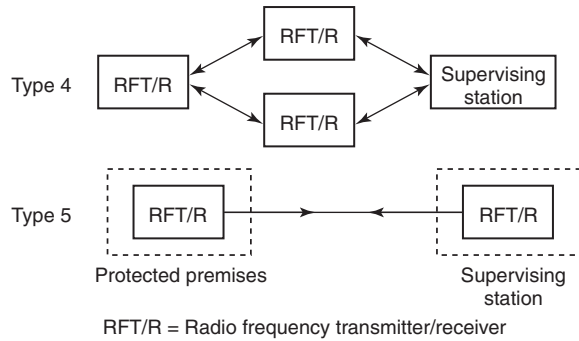 RFT/R
Type 4
RFT/R
Supervising
station
RFT/R
Type 5
RFT/R
RFT/R
Protected premises
Supervising
station
RFT/R = Radio frequency transmitter/receiver